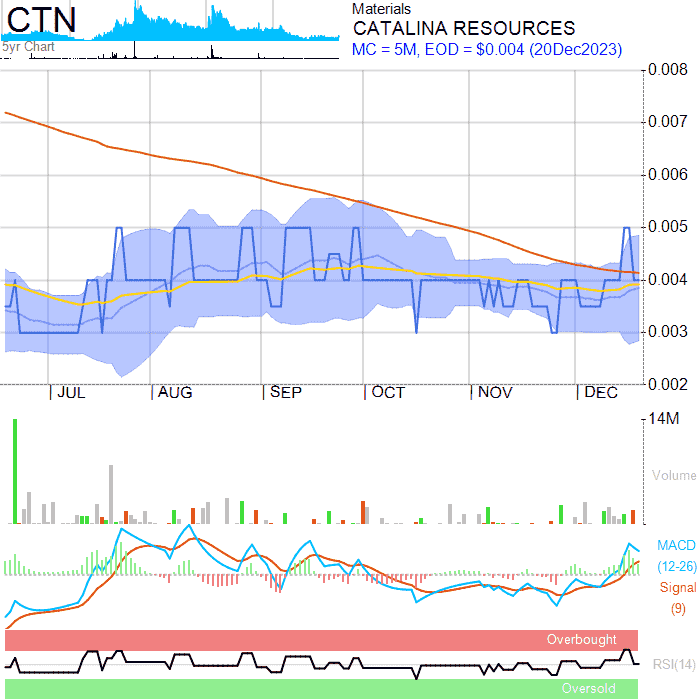 CTN
5yr Chart
Materials
CATALINA RESOURCES
MC = 5M, EOD = $0.004 (20Dec2023)
0.008
0.007
0.006
0.005
0.004
0.003
0.002
JUL
AUG
SEP
OCT
NOV
DEC
14M
Volume
MACD
(12-26)
Signal
(9)
Overbought
RSI(14)
Oversold